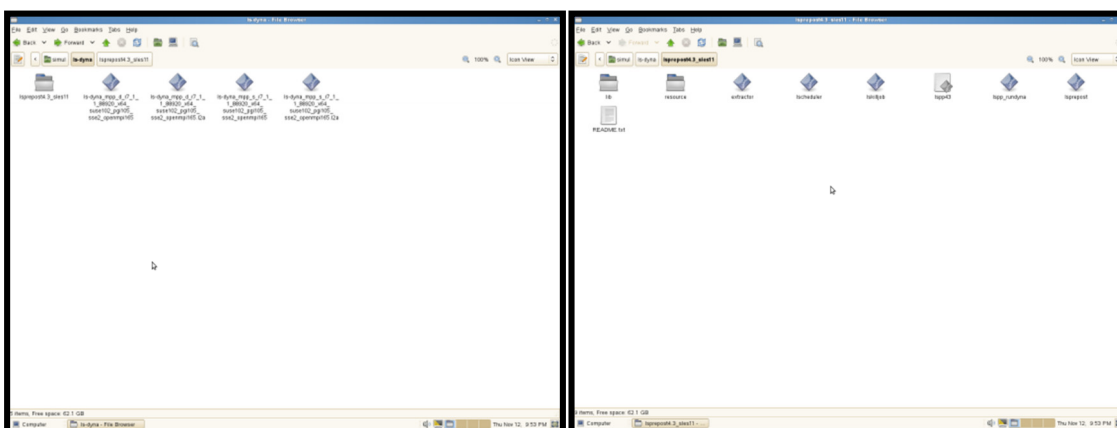 ls-dyna - File Browser
File Edit View Go Bookmarks Tabs Help
Back Forward
simul ls-dyna lsprepost4.3_sles11
100% Icon View
lsprepost4.3_sles11
ls-dyna_mpp_d_r7_1_
1_88920_x64_
suse102_pgi105_
sse2_openmpi165
ls-dyna_mpp_d_r7_1_
1_88920_x64_
suse102_pgi105_
sse2_openmpi165.l2a
ls-dyna_mpp_s_r7_1_
1_88920_x64_
suse102_pgi105_
sse2_openmpi165
ls-dyna_mpp_s_r7_1_
1_88920_x64_
suse102_pgi105_
sse2_openmpi165.l2a
5 items, Free space: 62.1 GB
Computer ls-dyna - File Browser Thu Nov 12, 9:53 PM
lsprepost4.3_sles11 - File Browser
File Edit View Go Bookmarks Tabs Help
Back Forward
simul ls-dyna lsprepost4.3_sles11
100% Icon View
lib
resource
extractor
lscheduler
lskilljob
lspp43
lspp_rundyna
lsprepost
README.txt
9 items, Free space: 62.1 GB
Computer lsprepost4.3_sles11 - ... Thu Nov 12, 9:53 PM